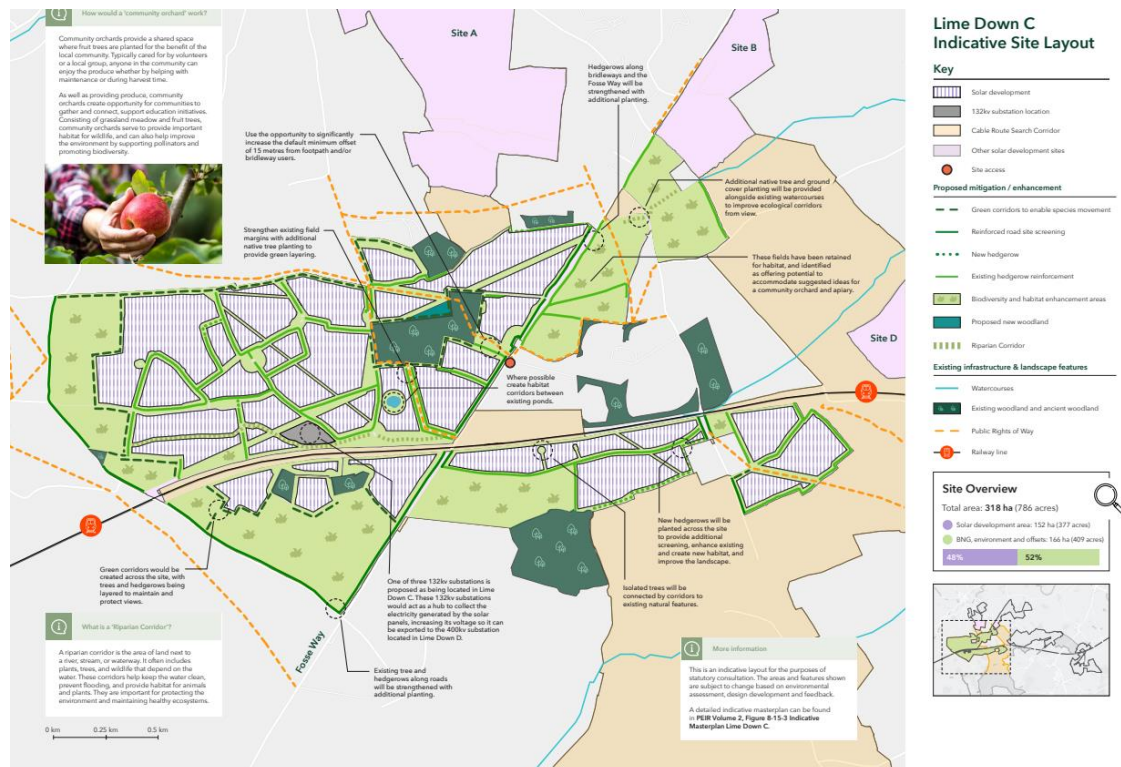 How would a 'community orchard' work?
Community orchards provide a shared space
where fruit trees are planted for the benefit of the
local community. Typically cared for by volunteers
or a local group, anyone in the community can
enjoy the produce whether by helping with
maintenance or during harvest time.
As well as providing produce, community
orchards create opportunity for communities to
gather and connect, support education initiatives.
Consisting of grassland meadow and fruit trees,
community orchards serve to provide important
habitat for wildlife, and can also help improve
the environment by supporting pollinators and
promoting biodiversity.
Site A
Site B
Hedgerows along
bridleways and the
Fosse Way will be
strengthened with
additional planting.
Use the opportunity to significantly
increase the default minimum offset
of 15 metres from footpath and/or
bridleway users.
Additional native tree and ground
cover planting will be provided
alongside existing watercourses
to improve ecological corridors
from view.
Strengthen existing field
margins with additional
native tree planting to
provide green layering.
These fields have been retained
for habitat, and identified
as offering potential to
accommodate suggested ideas for
a community orchard and apiary.
Site D
Where possible
create habitat
corridors between
existing ponds.
New hedgerows will be
planted across the site
to provide additional
screening, enhance existing
and create new habitat, and
improve the landscape.
Green corridors would be
created across the site, with
trees and hedgerows being
layered to maintain and
protect views.
One of three 132kv substations is
proposed as being located in Lime
Down C. These 132kv substations
would act as a hub to collect the
electricity generated by the solar
panels, increasing its voltage so it can
be exported to the 400kv substation
located in Lime Down D.
Isolated trees will be
connected by corridors to
existing natural features.
Fosse Way
Existing tree and
hedgerows along roads
will be strengthened with
additional planting.
What is a 'Riparian Corridor'?
A riparian corridor is the area of land next to
a river, stream, or waterway. It often includes
plants, trees, and wildlife that depend on the
water. These corridors help keep the water clean,
prevent flooding, and provide habitat for animals
and plants. They are important for protecting the
environment and maintaining healthy ecosystems.
0 km 0.25 km 0.5 km
More information
This is an indicative layout for the purposes of
statutory consultation. The areas and features shown
are subject to change based on environmental
assessment, design development and feedback.
A detailed indicative masterplan can be found
in PEIR Volume 2, Figure 8-15-3 Indicative
Masterplan Lime Down C.
Lime Down C
Indicative Site Layout
Key
Solar development
132kv substation location
Cable Route Search Corridor
Other solar development sites
Site access
Proposed mitigation / enhancement
Green corridors to enable species movement
Reinforced road site screening
New hedgerow
Existing hedgerow reinforcement
Biodiversity and habitat enhancement areas
Proposed new woodland
Riparian Corridor
Existing infrastructure & landscape features
Watercourses
Existing woodland and ancient woodland
Public Rights of Way
Railway line
Site Overview
Total area: 318 ha (786 acres)
Solar development area: 152 ha (377 acres)
BNG, environment and offsets: 166 ha (409 acres)
48% 52%